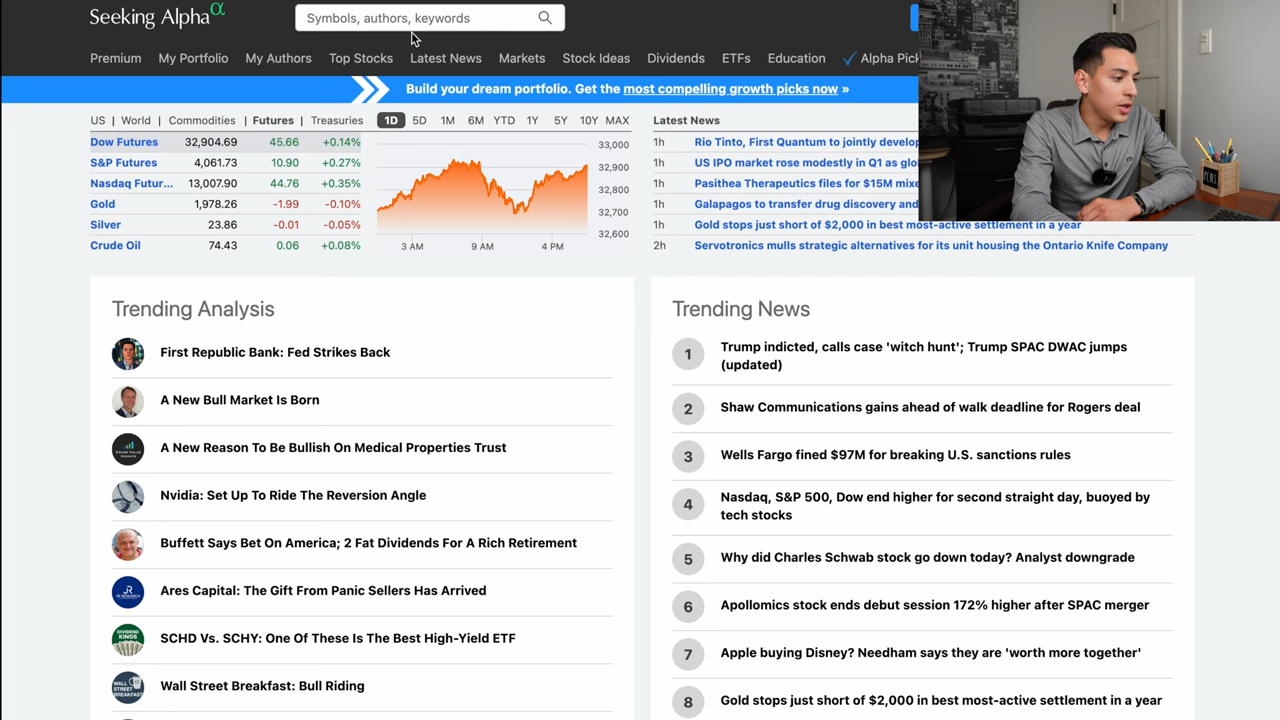 Seeking Alpha α
Symbols, authors, keywords
Premium My Portfolio My Authors Top Stocks Latest News Markets Stock Ideas Dividends ETFs Education Alpha
Build your dream portfolio. Get the most compelling growth picks now »
US | World | Commodities | Futures | Treasuries
1D 5D 1M 6M YTD 1Y 5Y 10Y MAX
Dow Futures 32,904.69 45.66 +0.14%
S&P Futures 4,061.73 10.90 +0.27%
Nasdaq Futur... 13,007.90 44.76 +0.35%
Gold 1,978.26 -1.99 -0.10%
Silver 23.86 -0.01 -0.05%
Crude Oil 74.43 0.06 +0.08%
33,000
32,900
32,800
32,700
32,600
3 AM 9 AM 4 PM
Latest News
1h Rio Tinto, First Quantum to jointly
1h US IPO market rose modestly in Q1 as
1h Pasithea Therapeutics files for $15M
1h Galapagos to transfer drug discovery and
1h Gold stops just short of $2,000 in best most-active settlement in a year
2h Servotronics mulls strategic alternatives for its unit housing the Ontario Knife Company
PLANS
Trending Analysis
First Republic Bank: Fed Strikes Back
A New Bull Market Is Born
A New Reason To Be Bullish On Medical Properties Trust
Nvidia: Set Up To Ride The Reversion Angle
Buffett Says Bet On America; 2 Fat Dividends For A Rich Retirement
Ares Capital: The Gift From Panic Sellers Has Arrived
SCHD Vs. SCHY: One Of These Is The Best High-Yield ETF
DIVIDEND
KINGS
Wall Street Breakfast: Bull Riding
WALL
STREET
BREAKFAST
Trending News
1 Trump indicted, calls case 'witch hunt'; Trump SPAC DWAC jumps
(updated)
2 Shaw Communications gains ahead of walk deadline for Rogers deal
3 Wells Fargo fined $97M for breaking U.S. sanctions rules
4 Nasdaq, S&P 500, Dow end higher for second straight day, buoyed by
tech stocks
5 Why did Charles Schwab stock go down today? Analyst downgrade
6 Apollomics stock ends debut session 172% higher after SPAC merger
7 Apple buying Disney? Needham says they are 'worth more together'
8 Gold stops just short of $2,000 in best most-active settlement in a year